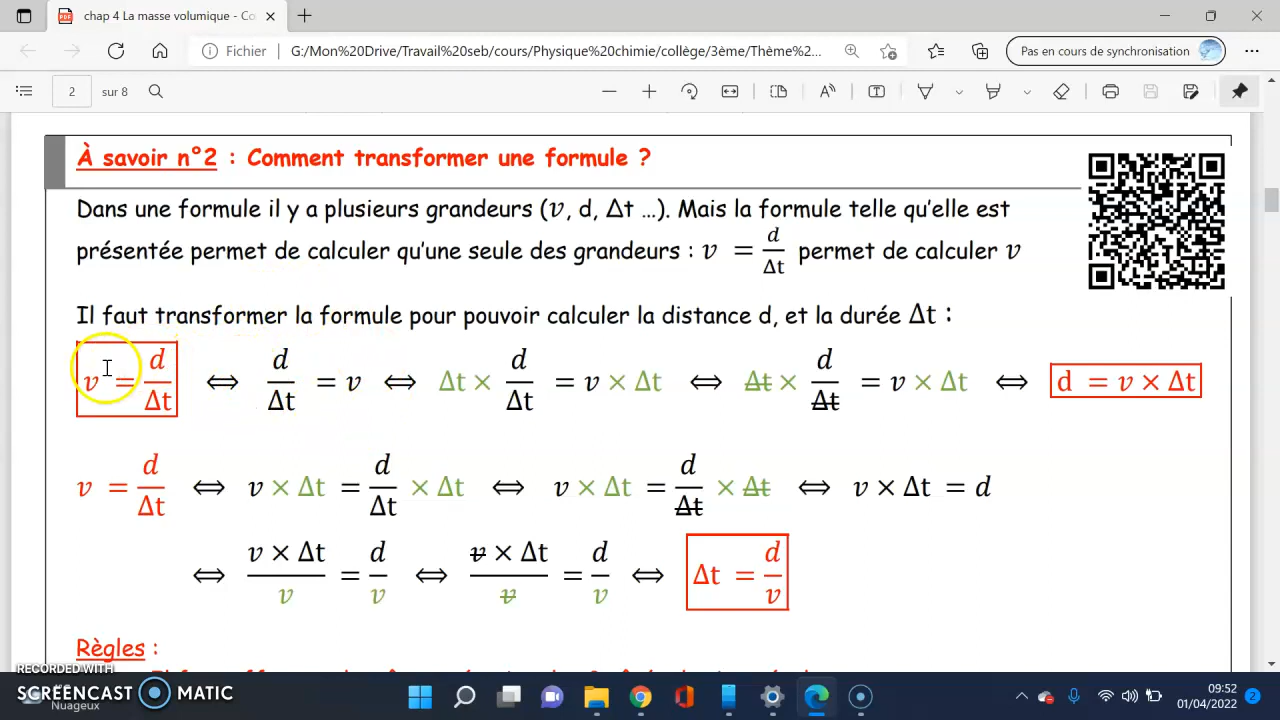 chap 4 La masse volumique - Co
Fichier G:/Mon%20Drive/Travail%20seb/cours/Physique%20chimie/collège/3ème/Thème%2... Pas en cours de synchronisation
2 sur 8
À savoir n°2 : Comment transformer une formule ?
Dans une formule il y a plusieurs grandeurs (v, d, Δt ...). Mais la formule telle qu'elle est
présentée permet de calculer qu'une seule des grandeurs : v = d/Δt permet de calculer v
Il faut transformer la formule pour pouvoir calculer la distance d, et la durée Δt :
v = d/Δt ⇔ d/Δt = v ⇔ Δt × d/Δt = v × Δt ⇔ Δt × d/Δt = v × Δt ⇔ d = v × Δt
v = d/Δt ⇔ v × Δt = d/Δt × Δt ⇔ v × Δt = d/Δt × Δt ⇔ v × Δt = d
⇔ v × Δt/v = d/v ⇔ v × Δt/v = d/v ⇔ Δt = d/v
Règles :
RECORDED WITH
SCREENCAST MATIC
Nuageux
09:52
01/04/2022
2